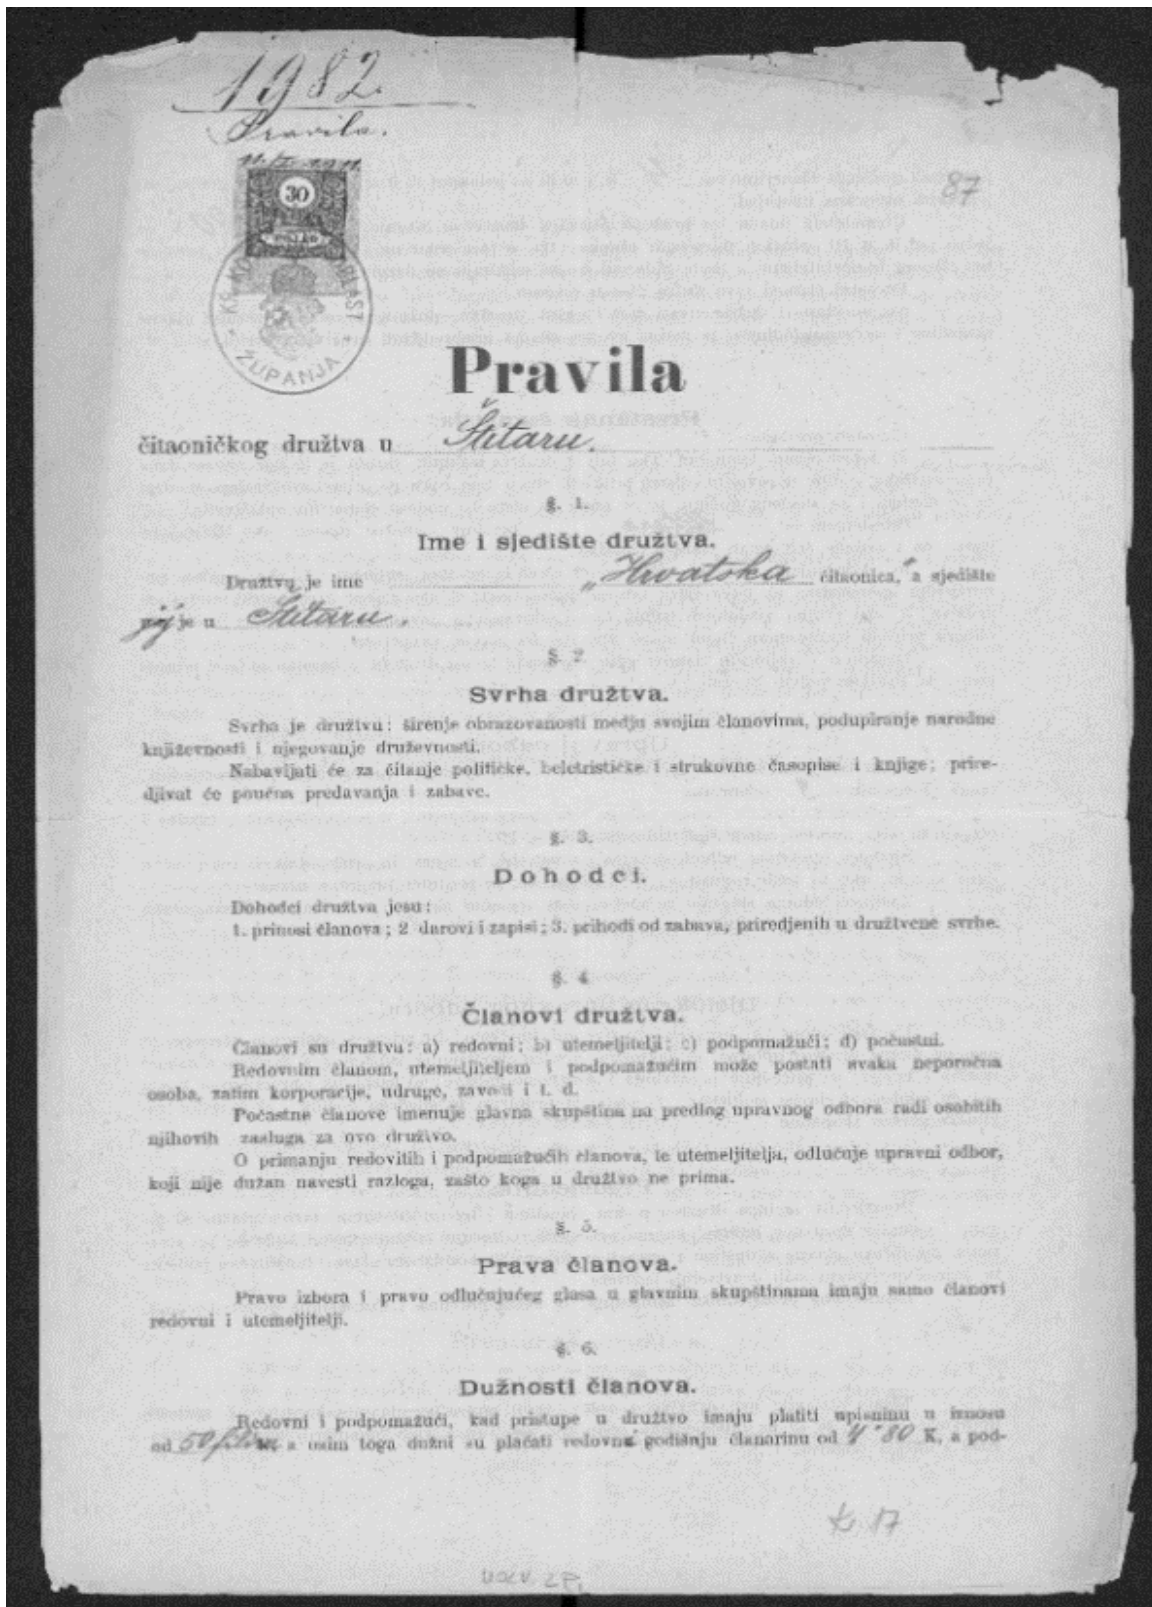 1982.
Pravila.
30
87
ŽUPANJA
Pravila
čitaoničkog družtva u Štitaru.
§. 1.
Ime i sjedište družtva.
Družtvu je ime „Hrvatska čitaonica," a sjedište
joj je u Štitaru.
§ 2
Svrha družtva.
Svrha je družtvu: širenje obrazovanosti medju svojim članovima, podupiranje narodne
književnosti i njegovanje druževnosti.
Nabavljati će za čitanje političke, beletrističke i strukovne časopise i knjige; prire-
djivat će poučna predavanja i zabave.
§. 3.
Dohodci.
Dohodci družtva jesu:
1. prinosi članova; 2 darovi i zapisi; 3. prihodi od zabava, priredjenih u družtvene svrhe.
§. 4
Članovi družtva.
Članovi su družtvu: a) redovni; b) utemeljitelji; c) podpomažući; d) počastni.
Redovnim članom, utemeljiteljem i podpomažućim može postati svaka neporočna
osoba, zatim korporacije, udruge, zavodi i t. d.
Počastne članove imenuje glavna skupština na predlog upravnog odbora radi osobitih
njihovih zasluga za ovo družtvo.
O primanju redovitih i podpomažućih članova, te utemeljitelja, odlučuje upravni odbor,
koji nije dužan navesti razloga, zašto koga u družtvo ne prima.
§. 5.
Prava članova.
Pravo izbora i pravo odlučujućeg glasa u glavnim skupštinama imaju samo članovi
redovni i utemeljitelji.
§. 6.
Dužnosti članova.
Redovni i podpomažući, kad pristupe u družtvo imaju platiti upisninu u iznosu
od 50 filira a osim toga dužni su plaćati redovnu godišnju članarinu od 4·80 K, a pod-